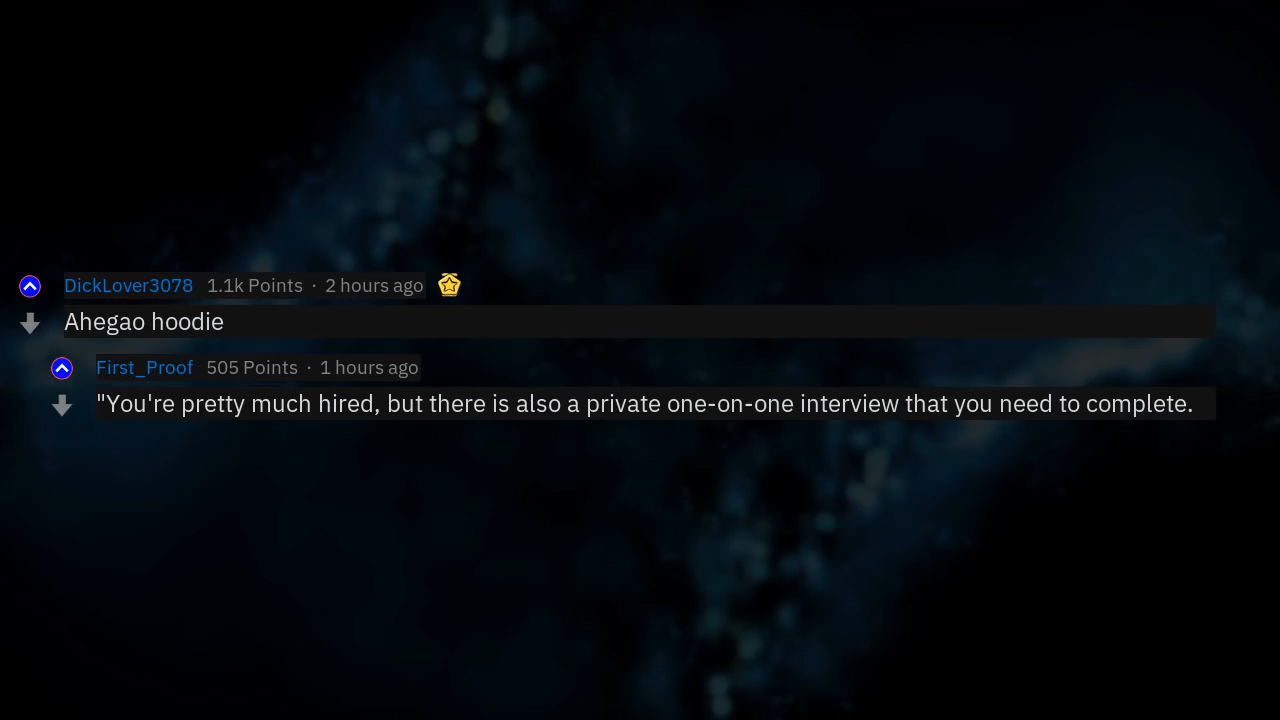 DickLover3078 1.1k Points · 2 hours ago
Ahegao hoodie
First_Proof 505 Points · 1 hours ago
"You're pretty much hired, but there is also a private one-on-one interview that you need to complete.